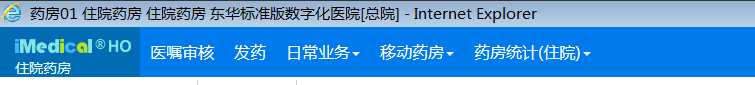 药房01 住院药房 住院药房 东华标准版数字化医院[总院] - Internet Explorer
iMedical®HO 医嘱审核 发药 日常业务 移动药房 药房统计(住院)
住院药房